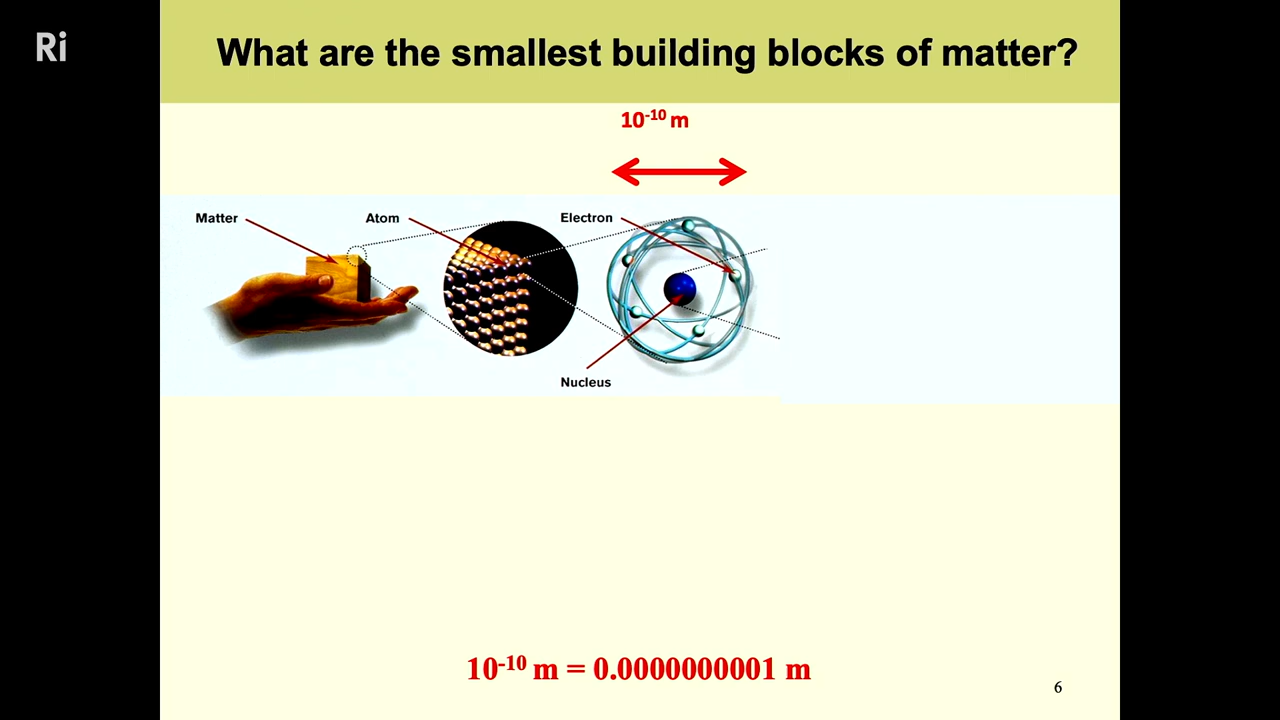 Ri
What are the smallest building blocks of matter?
10⁻¹⁰ m
Matter
Atom
Electron
Nucleus
10⁻¹⁰ m = 0.0000000001 m
6